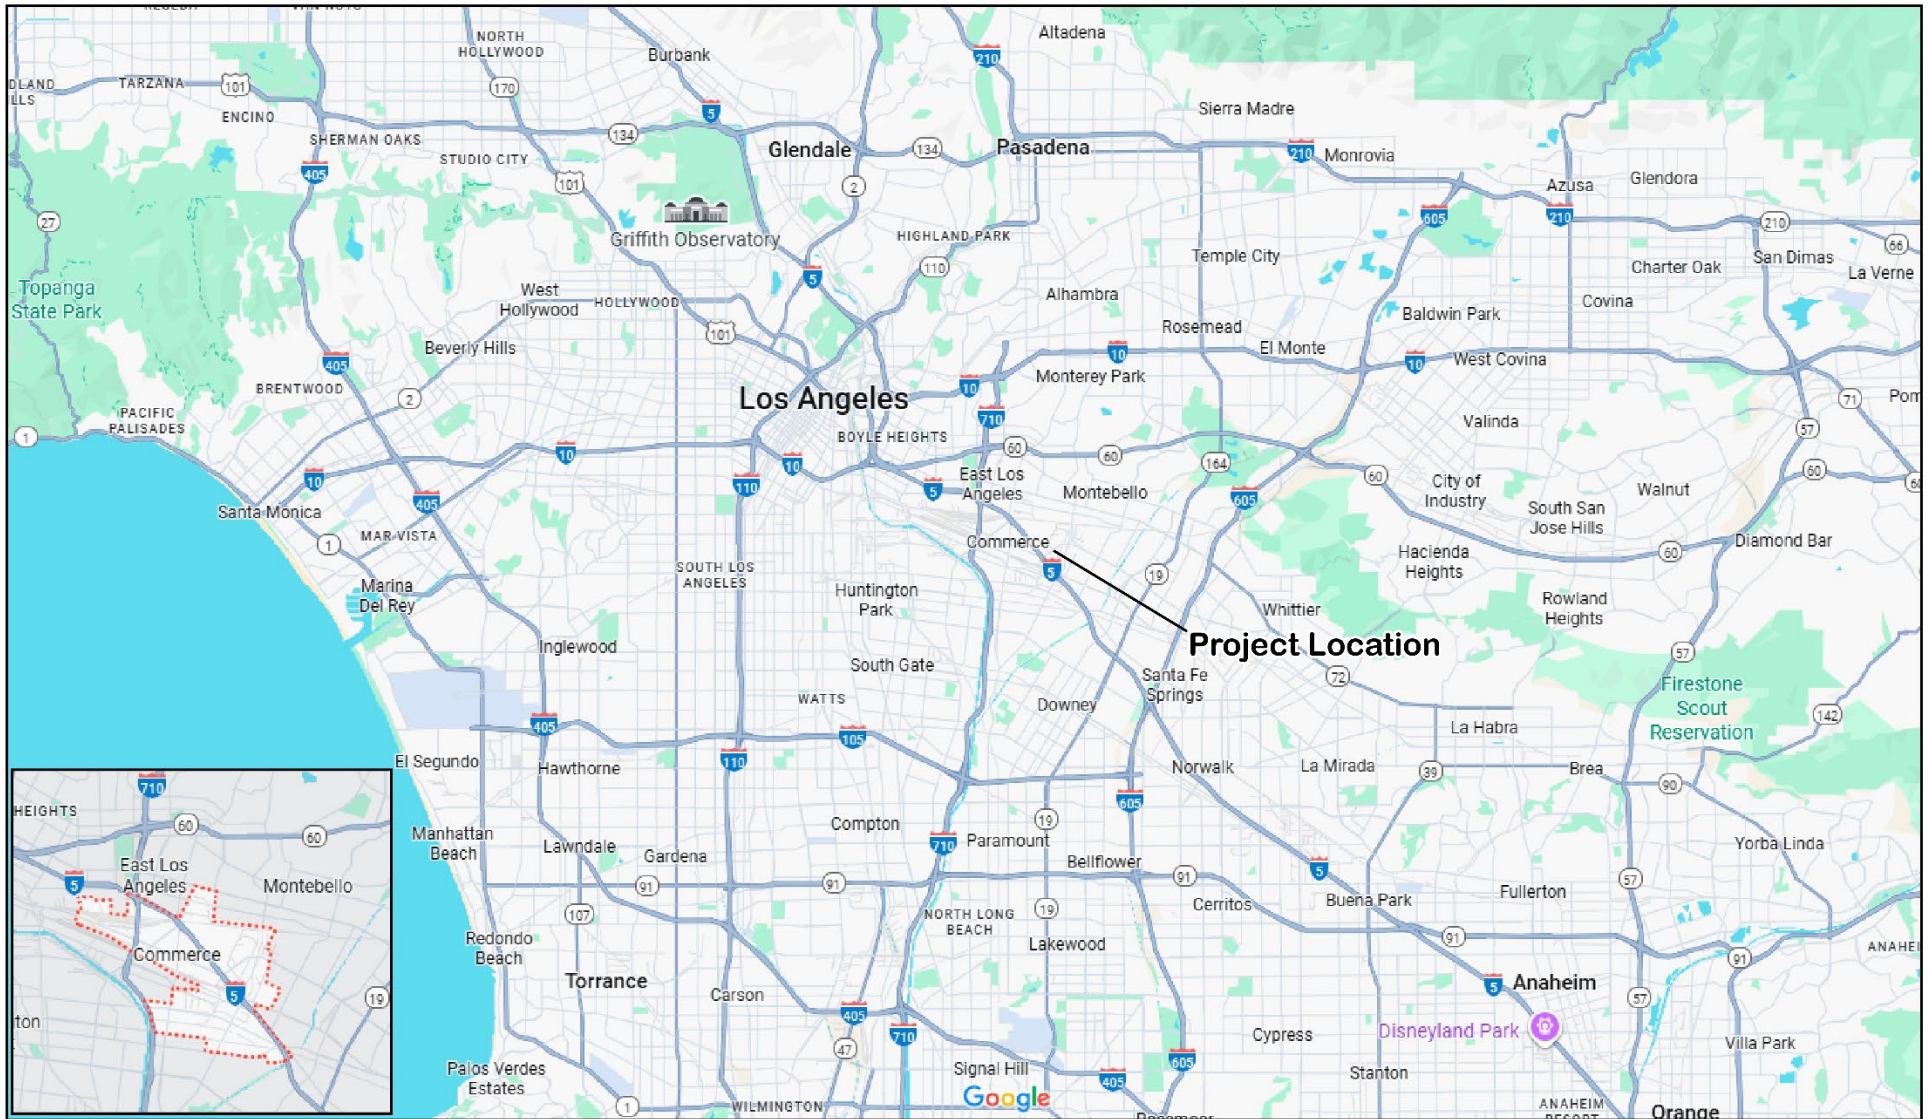 NORTH
HOLLYWOOD
Burbank
Altadena
210
DLAND
LLS
TARZANA
101
170
5
ENCINO
Sierra Madre
SHERMAN OAKS
134
Glendale
134
Pasadena
210
Monrovia
STUDIO CITY
405
101
2
Azusa
Glendora
605
210
210
27
Griffith Observatory
HIGHLAND PARK
66
110
Temple City
Charter Oak
San Dimas
La Verne
5
Topanga
State Park
West
Hollywood
HOLLYWOOD
Alhambra
Covina
Baldwin Park
101
Rosemead
Beverly Hills
El Monte
10
10
West Covina
405
BRENTWOOD
10
Monterey Park
2
Los Angeles
71
Pom
PACIFIC
PALISADES
710
Valinda
1
BOYLE HEIGHTS
57
60
60
10
10
164
60
60
10
110
5
East Los
Angeles
Montebello
605
City of
Industry
Walnut
60
405
Santa Monica
South San
Jose Hills
1
MAR VISTA
Commerce
60
Diamond Bar
Hacienda
Heights
SOUTH LOS
ANGELES
5
19
Marina
Del Rey
Huntington
Park
Whittier
Rowland
Heights
Project Location
Inglewood
57
South Gate
Santa Fe
Springs
72
Firestone
Scout
Reservation
WATTS
Downey
142
405
105
La Habra
El Segundo
Hawthorne
110
Norwalk
La Mirada
39
Brea
90
605
710
HEIGHTS
60
60
East Los
Angeles
5
Montebello
Commerce
5
19
ton
Manhattan
Beach
Lawndale
Gardena
Compton
19
710
Paramount
Bellflower
Yorba Linda
5
91
91
91
57
Fullerton
Buena Park
Cerritos
107
NORTH LONG
BEACH
19
Redondo
Beach
Lakewood
91
ANAHEI
91
Torrance
5
Anaheim
Carson
57
405
710
Disneyland Park
Cypress
Villa Park
47
Palos Verdes
Estates
Signal Hill
605
Stanton
405
Google
1
WILMINGTON
ANAHEIM
RESORT
Orange